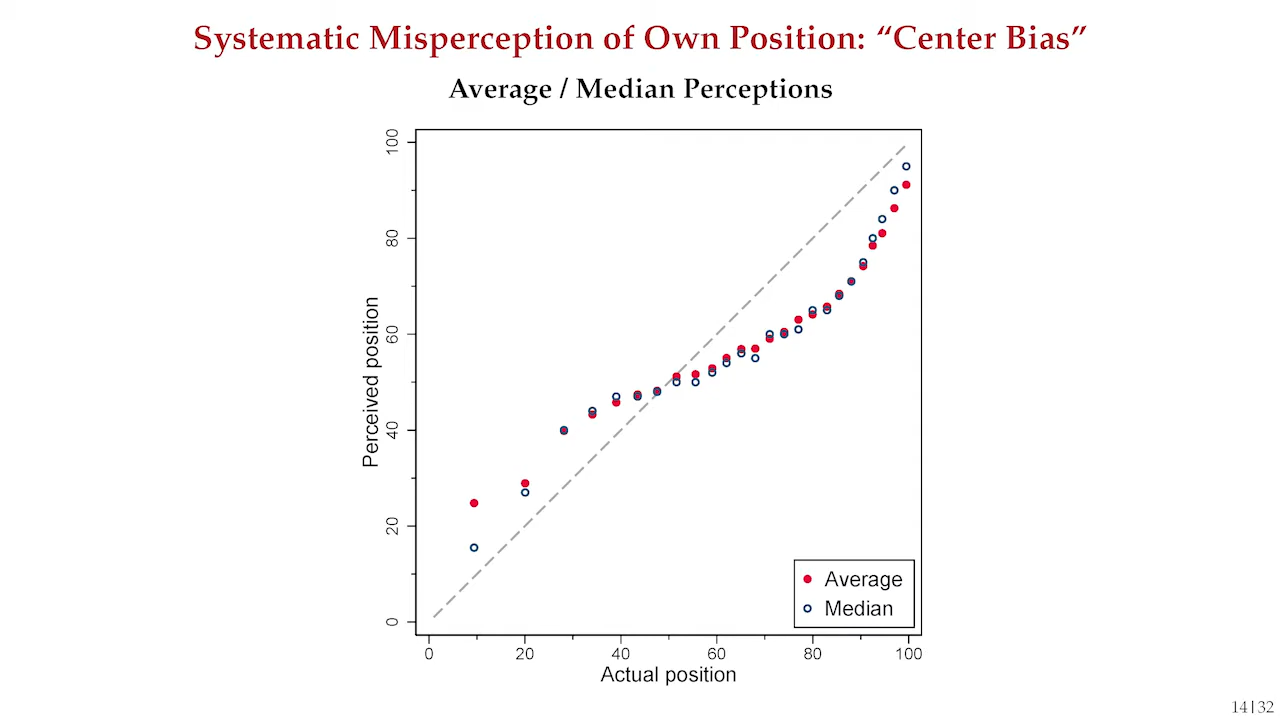 Systematic Misperception of Own Position: “Center Bias”
Average / Median Perceptions
100
80
60
40
20
0
Perceived position
Average
Median
0 20 40 60 80 100
Actual position
14|32